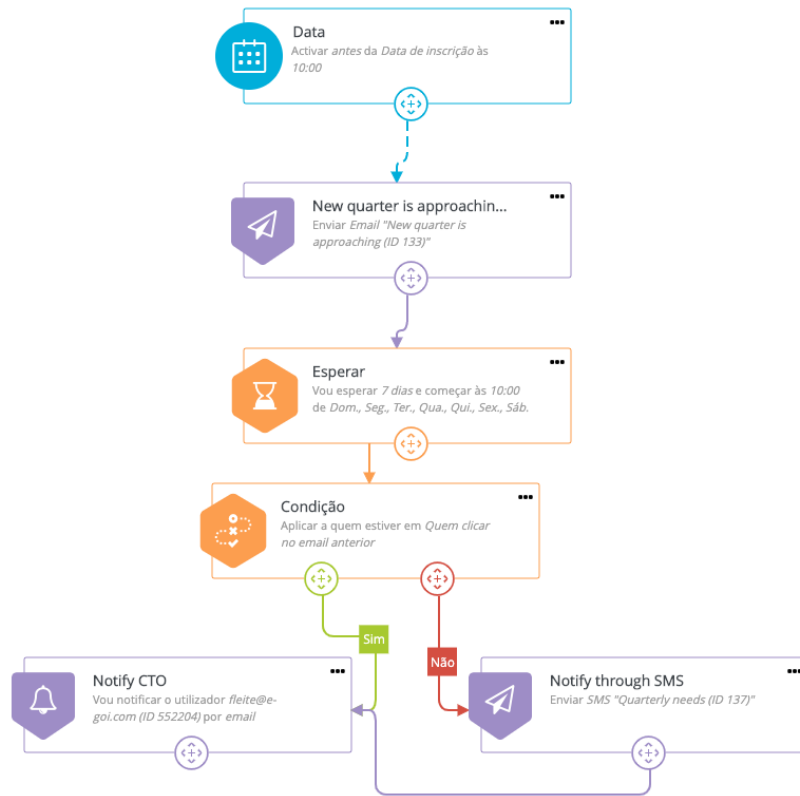 Data
Activar antes da Data de inscrição às
10:00
New quarter is approachin...
Enviar Email "New quarter is
approaching (ID 133)"
Esperar
Vou esperar 7 dias e começar às 10:00
de Dom., Seg., Ter., Qua., Qui., Sex., Sáb.
Condição
Aplicar a quem estiver em Quem clicar
no email anterior
Sim
Não
Notify CTO
Vou notificar o utilizador fleite@e-
goi.com (ID 552204) por email
Notify through SMS
Enviar SMS "Quarterly needs (ID 137)"